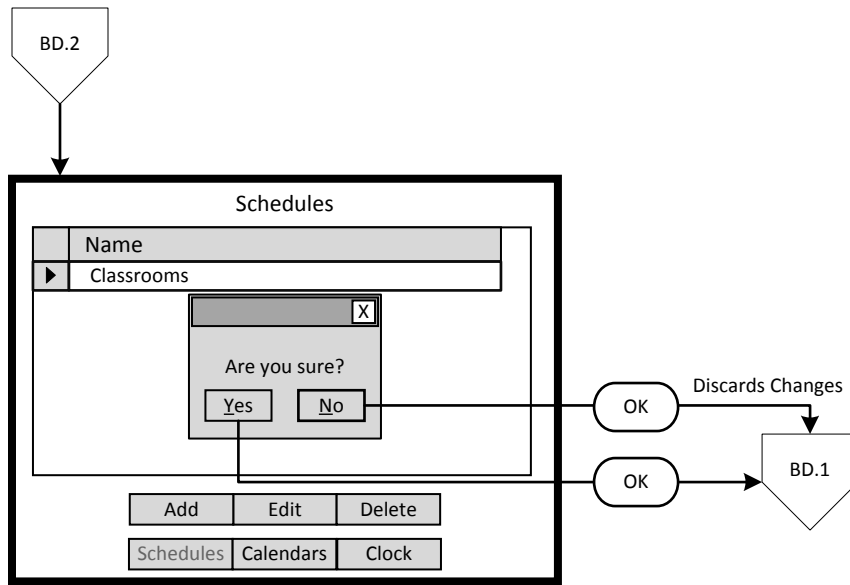 BD.2
Schedules
Name
Classrooms
X
Are you sure?
Yes No
OK
Discards Changes
OK
BD.1
Add Edit Delete
Schedules Calendars Clock